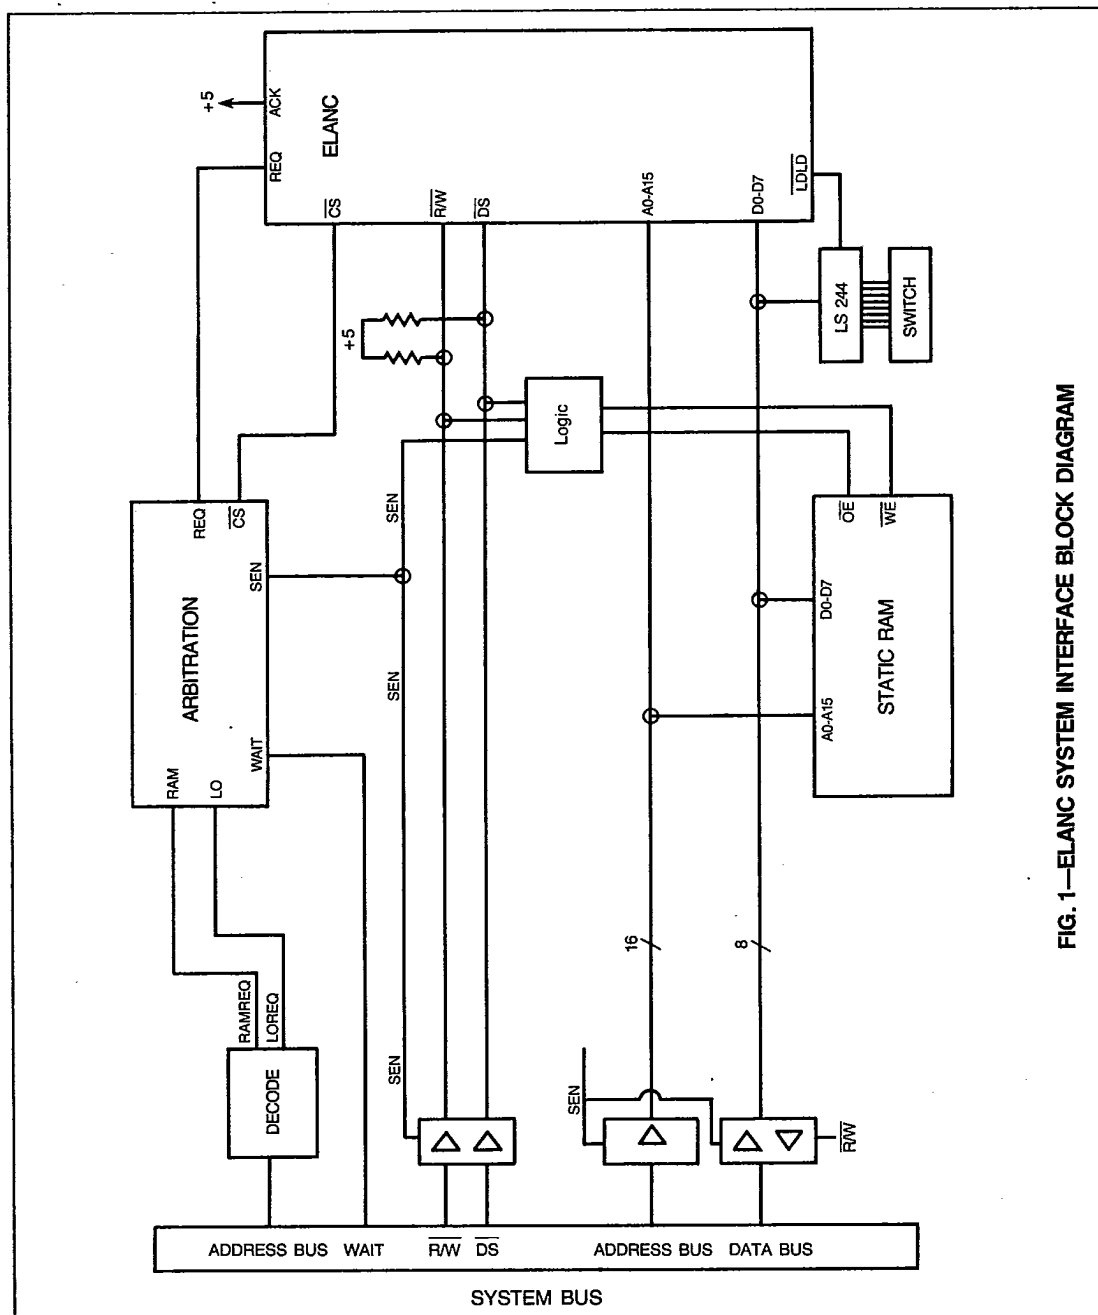 +5
ACK
REQ
ELANC
CS
R/W
DS
A0-A15
D0-D7
LDLD
LS 244
SWITCH
+5
REQ
CS
SEN
ARBITRATION
RAM
LO
WAIT
SEN
SEN
SEN
Logic
OE
WE
D0-D7
A0-A15
STATIC RAM
RAMREQ
LOREQ
DECODE
16
8
SEN
R/W
ADDRESS BUS
WAIT
R/W
DS
ADDRESS BUS
DATA BUS
SYSTEM BUS
FIG. 1—ELANC SYSTEM INTERFACE BLOCK DIAGRAM